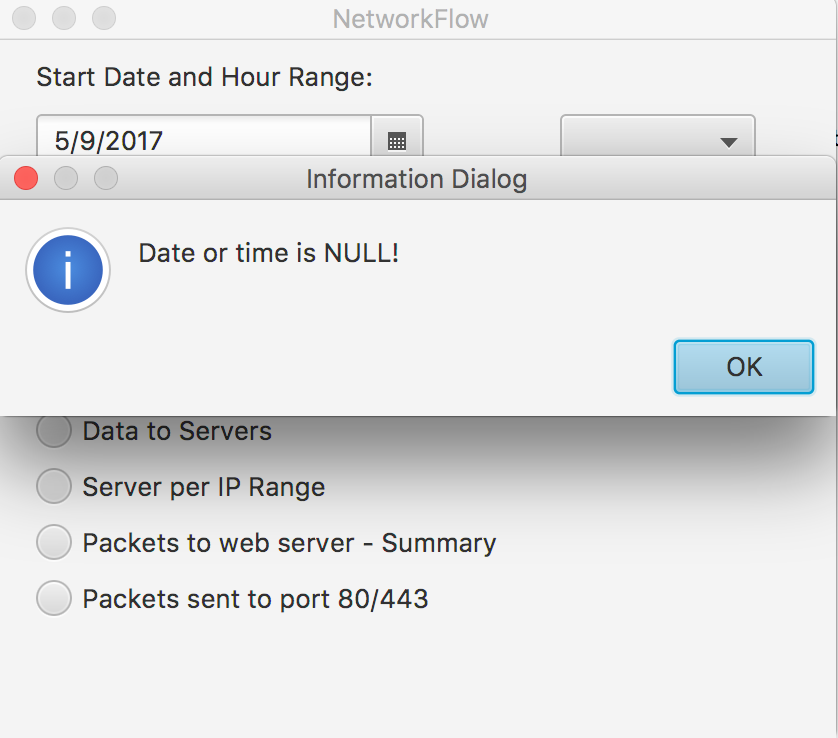 NetworkFlow
Start Date and Hour Range:
5/9/2017
Information Dialog
Date or time is NULL!
OK
Data to Servers
Server per IP Range
Packets to web server - Summary
Packets sent to port 80/443